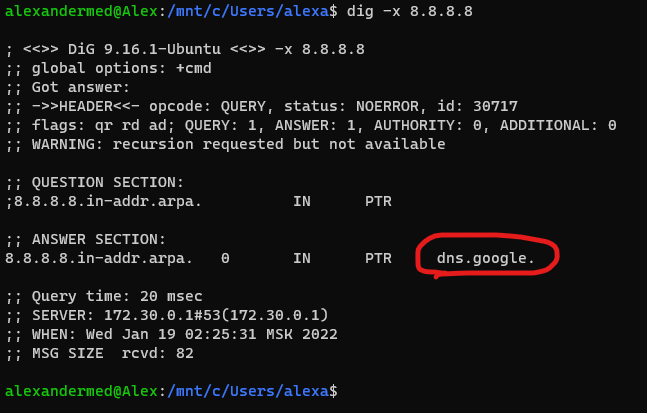 alexandermed@Alex:/mnt/c/Users/alexa$ dig -x 8.8.8.8
; <<>> DiG 9.16.1-Ubuntu <<>> -x 8.8.8.8
;; global options: +cmd
;; Got answer:
;; ->>HEADER<<- opcode: QUERY, status: NOERROR, id: 30717
;; flags: qr rd ad; QUERY: 1, ANSWER: 1, AUTHORITY: 0, ADDITIONAL: 0
;; WARNING: recursion requested but not available
;; QUESTION SECTION:
;8.8.8.8.in-addr.arpa. IN PTR
;; ANSWER SECTION:
8.8.8.8.in-addr.arpa. 0 IN PTR dns.google.
;; Query time: 20 msec
;; SERVER: 172.30.0.1#53(172.30.0.1)
;; WHEN: Wed Jan 19 02:25:31 MSK 2022
;; MSG SIZE rcvd: 82
alexandermed@Alex:/mnt/c/Users/alexa$